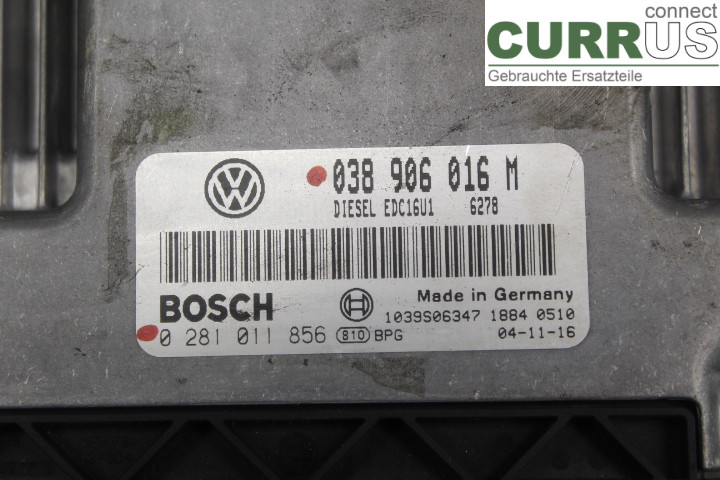 connect
CURRUS
Gebrauchte Ersatzteile
VW
038 906 016 M
DIESEL EDC16U1 6278
BOSCH
Made in Germany
1039S06347 1884 0510
0 281 011 856 810 BPG 04-11-16